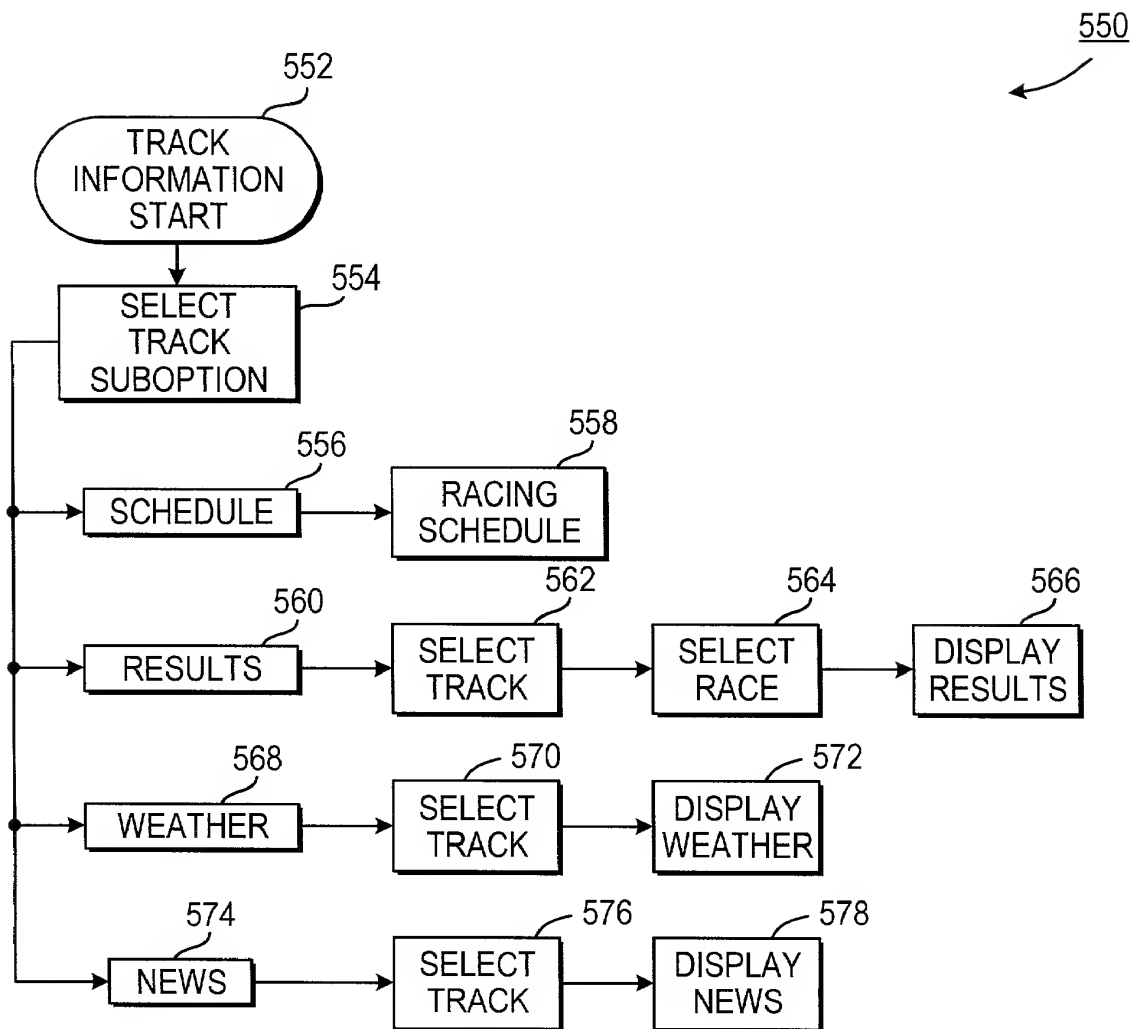 550
552
TRACK
INFORMATION
START
554
SELECT
TRACK
SUBOPTION
556
SCHEDULE
558
RACING
SCHEDULE
560
RESULTS
562
SELECT
TRACK
564
SELECT
RACE
566
DISPLAY
RESULTS
568
WEATHER
570
SELECT
TRACK
572
DISPLAY
WEATHER
574
NEWS
576
SELECT
TRACK
578
DISPLAY
NEWS